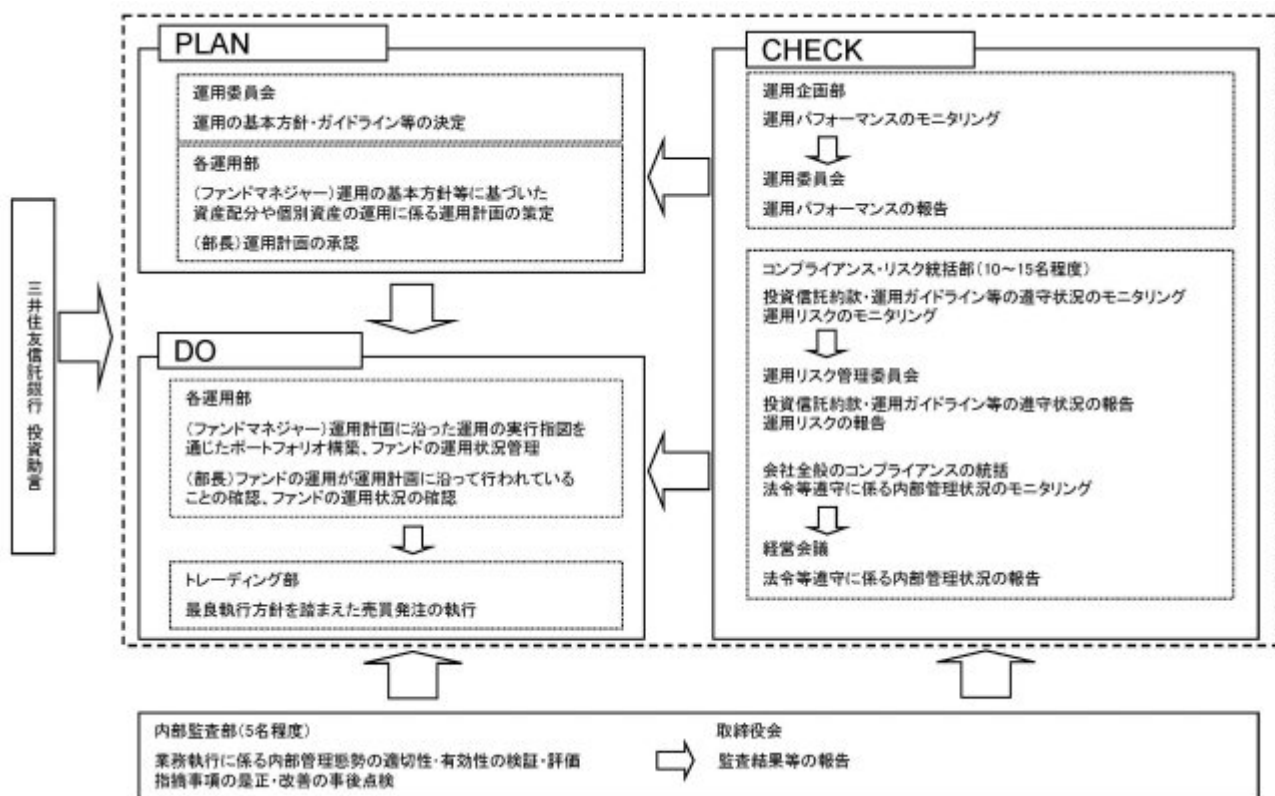 三井住友信託銀行 投資助言
PLAN
運用委員会
運用の基本方針・ガイドライン等の決定
各運用部
(ファンドマネジャー)運用の基本方針等に基づいた
資産配分や個別資産の運用に係る運用計画の策定
(部長)運用計画の承認
DO
各運用部
(ファンドマネジャー)運用計画に沿った運用の実行指図を
通じたポートフォリオ構築、ファンドの運用状況管理
(部長)ファンドの運用が運用計画に沿って行われている
ことの確認、ファンドの運用状況の確認
トレーディング部
最良執行方針を踏まえた売買発注の執行
CHECK
運用企画部
運用パフォーマンスのモニタリング
運用委員会
運用パフォーマンスの報告
コンプライアンス・リスク統括部(10～15名程度)
投資信託約款・運用ガイドライン等の遵守状況のモニタリング
運用リスクのモニタリング
運用リスク管理委員会
投資信託約款・運用ガイドライン等の遵守状況の報告
運用リスクの報告
会社全般のコンプライアンスの統括
法令等遵守に係る内部管理状況のモニタリング
経営会議
法令等遵守に係る内部管理状況の報告
内部監査部(5名程度)
業務執行に係る内部管理態勢の適切性・有効性の検証・評価
指摘事項の是正・改善の事後点検
取締役会
監査結果等の報告